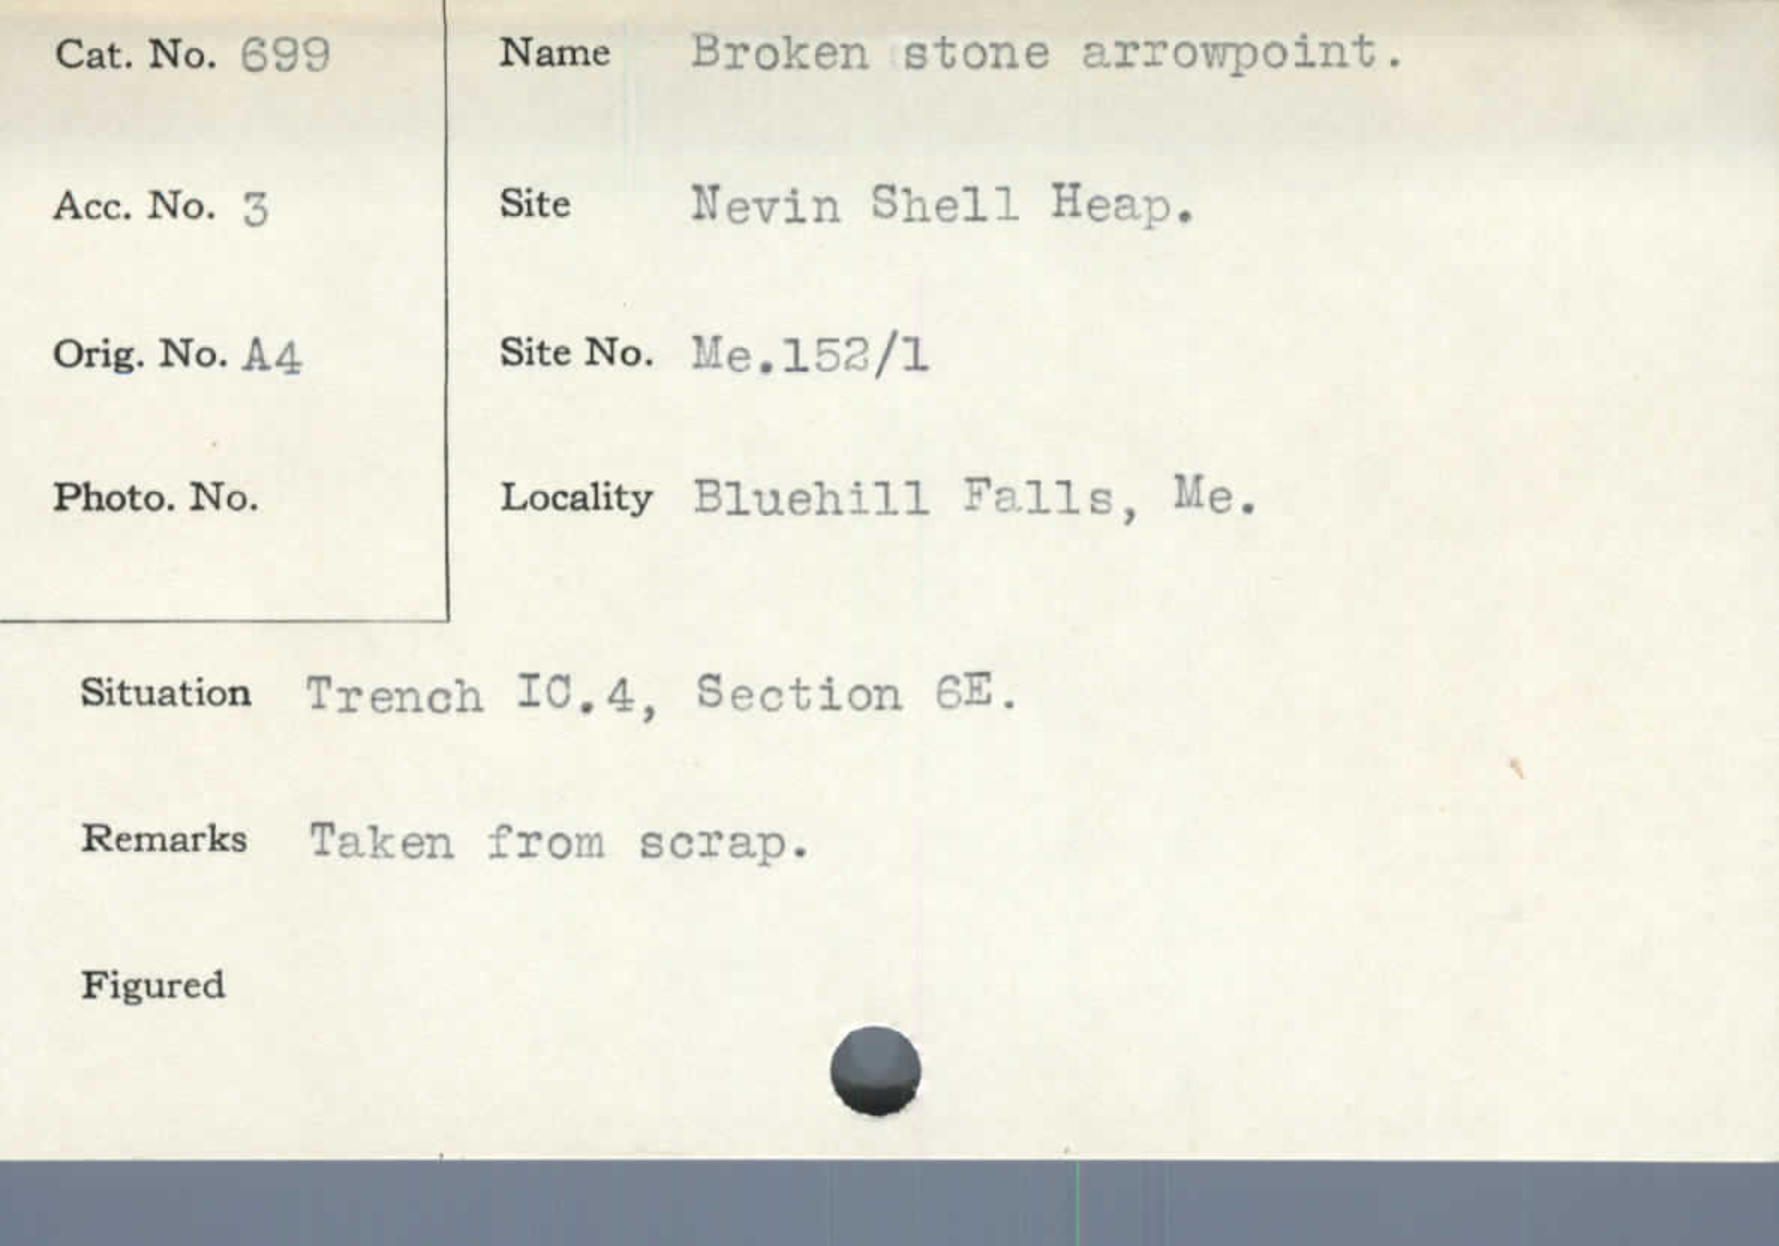 Cat. No. 699
Name Broken stone arrowpoint.
Acc. No. 3
Site Nevin Shell Heap.
Orig. No. A4
Site No. Me.152/1
Photo. No.
Locality Bluehill Falls, Me.
Situation Trench IC.4, Section 6E.
Remarks Taken from scrap.
Figured